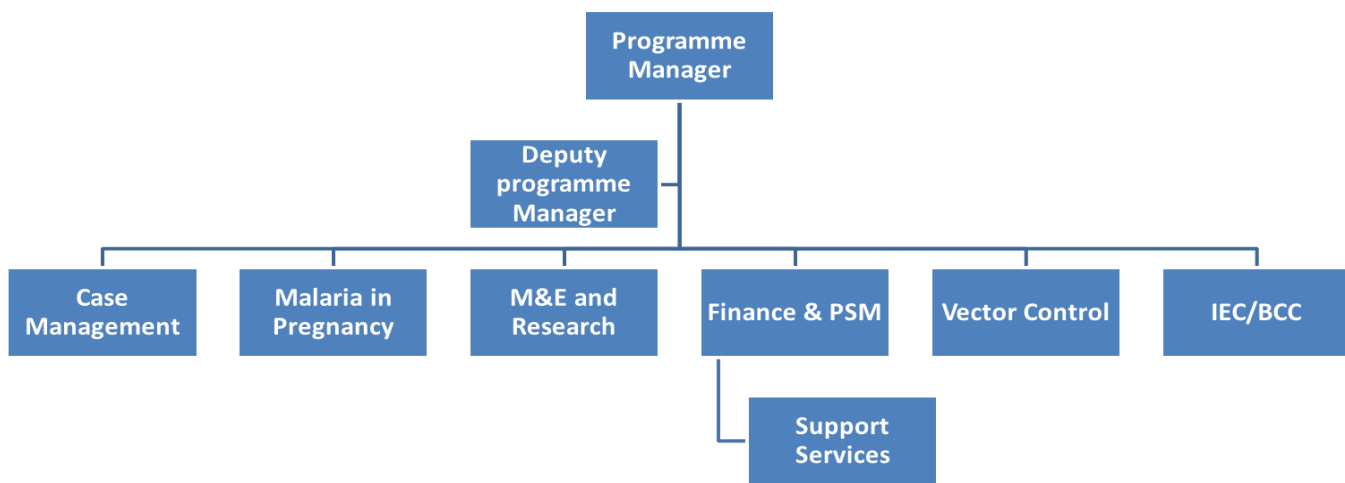 Programme
Manager
Deputy
programme
Manager
Case
Management
Malaria in
Pregnancy
M&E and
Research
Finance & PSM
Vector Control
IEC/BCC
Support
Services